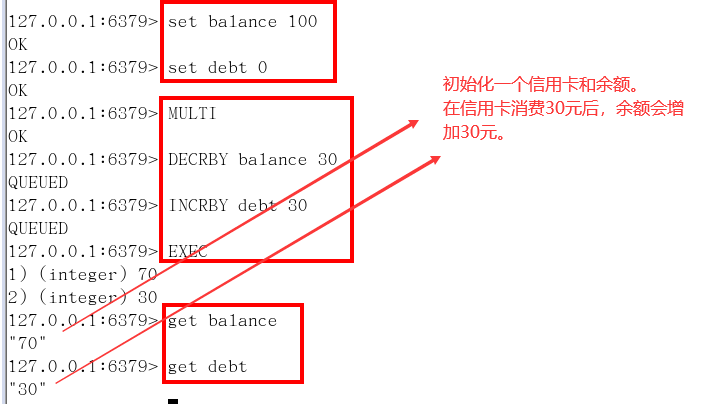 127.0.0.1:6379> set balance 100
OK
127.0.0.1:6379> set debt 0
OK
127.0.0.1:6379> MULTI
OK
127.0.0.1:6379> DECRBY balance 30
QUEUED
127.0.0.1:6379> INCRBY debt 30
QUEUED
127.0.0.1:6379> EXEC
1) (integer) 70
2) (integer) 30
127.0.0.1:6379> get balance
"70"
127.0.0.1:6379> get debt
"30"
初始化一个信用卡和余额。
在信用卡消费30元后，余额会增
加30元。